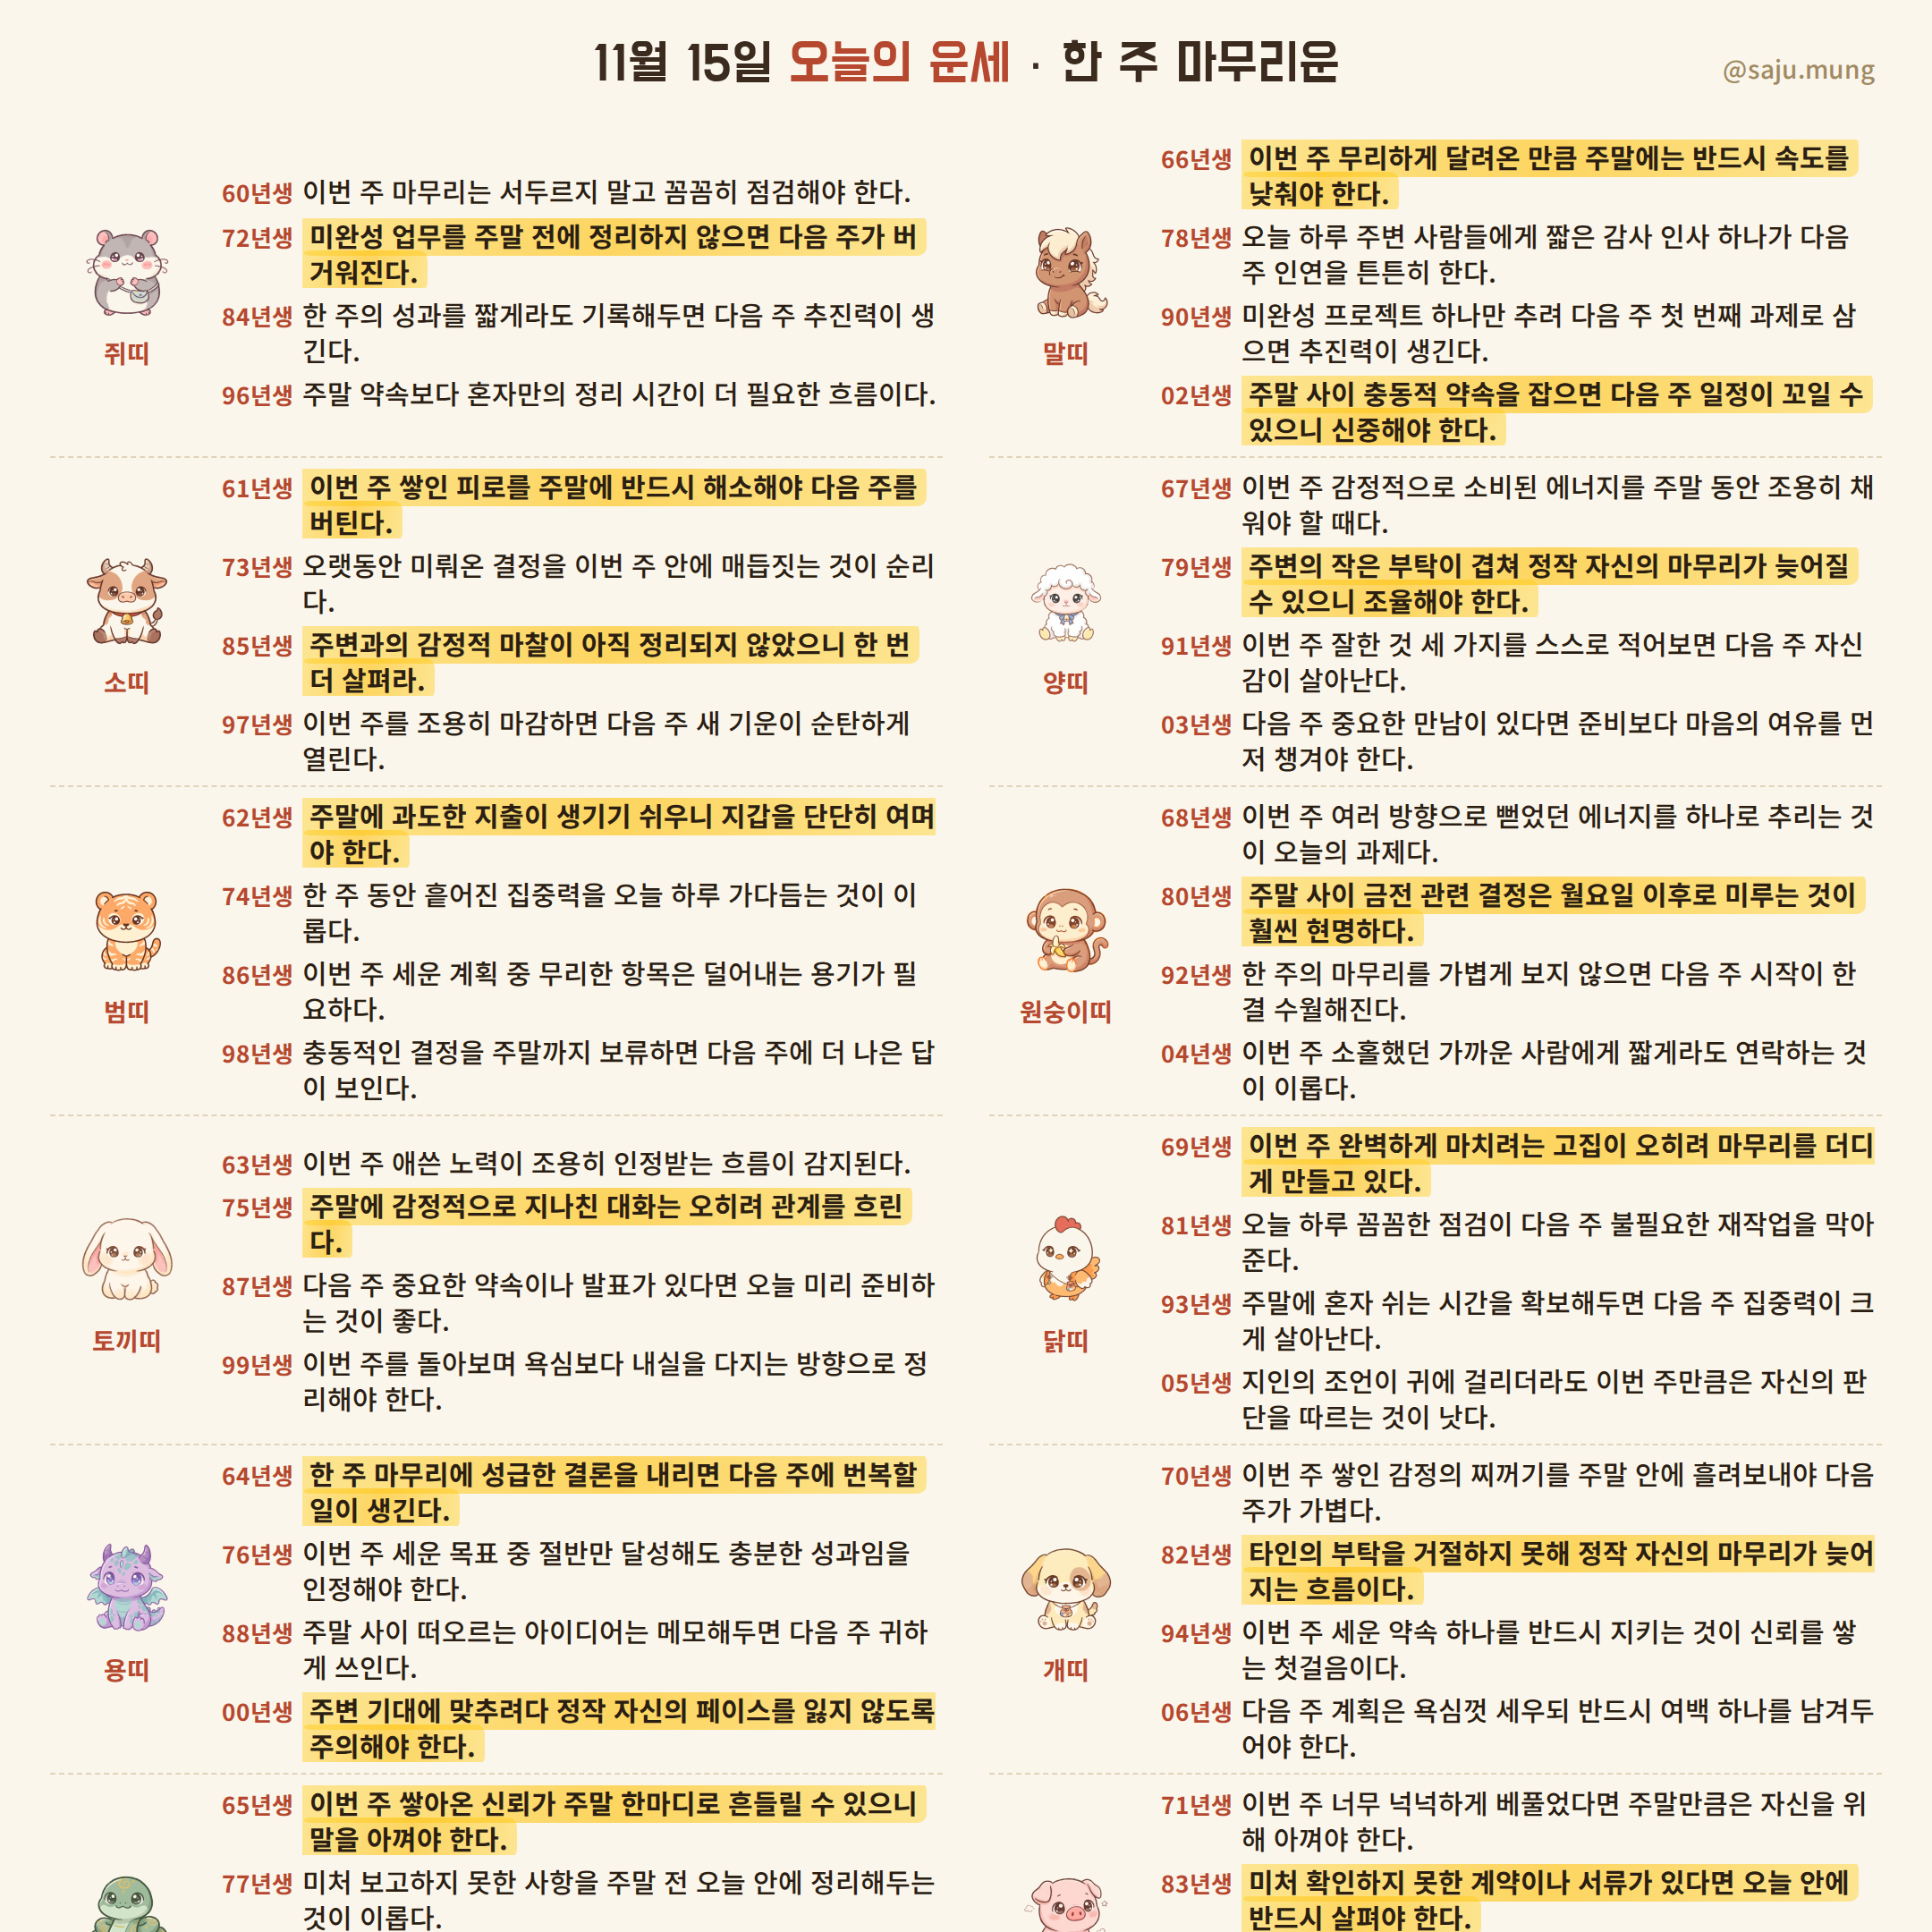 11월 15일 오늘의 운세 · 한 주 마무리운
@saju.mung
60년생 이번 주 마무리는 서두르지 말고 꼼꼼히 점검해야 한다.
72년생 미완성 업무를 주말 전에 정리하지 않으면 다음 주가 버
거워진다.
84년생 한 주의 성과를 짧게라도 기록해두면 다음 주 추진력이 생
긴다.
96년생 주말 약속보다 혼자만의 정리 시간이 더 필요한 흐름이다.
쥐띠
61년생 이번 주 쌓인 피로를 주말에 반드시 해소해야 다음 주를
버틴다.
73년생 오랫동안 미뤄온 결정을 이번 주 안에 매듭짓는 것이 순리
다.
85년생 주변과의 감정적 마찰이 아직 정리되지 않았으니 한 번
더 살펴라.
97년생 이번 주를 조용히 마감하면 다음 주 새 기운이 순탄하게
열린다.
소띠
62년생 주말에 과도한 지출이 생기기 쉬우니 지갑을 단단히 여며
야 한다.
74년생 한 주 동안 흩어진 집중력을 오늘 하루 가다듬는 것이 이
롭다.
86년생 이번 주 세운 계획 중 무리한 항목은 덜어내는 용기가 필
요하다.
98년생 충동적인 결정을 주말까지 보류하면 다음 주에 더 나은 답
이 보인다.
범띠
63년생 이번 주 애쓴 노력이 조용히 인정받는 흐름이 감지된다.
75년생 주말에 감정적으로 지나친 대화는 오히려 관계를 흐린
다.
87년생 다음 주 중요한 약속이나 발표가 있다면 오늘 미리 준비하
는 것이 좋다.
99년생 이번 주를 돌아보며 욕심보다 내실을 다지는 방향으로 정
리해야 한다.
토끼띠
64년생 한 주 마무리에 성급한 결론을 내리면 다음 주에 번복할
일이 생긴다.
76년생 이번 주 세운 목표 중 절반만 달성해도 충분한 성과임을
인정해야 한다.
88년생 주말 사이 떠오르는 아이디어는 메모해두면 다음 주 귀하
게 쓰인다.
00년생 주변 기대에 맞추려다 정작 자신의 페이스를 잃지 않도록
주의해야 한다.
용띠
65년생 이번 주 쌓아온 신뢰가 주말 한마디로 흔들릴 수 있으니
말을 아껴야 한다.
77년생 미처 보고하지 못한 사항을 주말 전 오늘 안에 정리해두는
것이 이롭다.
66년생 이번 주 무리하게 달려온 만큼 주말에는 반드시 속도를
낮춰야 한다.
78년생 오늘 하루 주변 사람들에게 짧은 감사 인사 하나가 다음
주 인연을 튼튼히 한다.
90년생 미완성 프로젝트 하나만 추려 다음 주 첫 번째 과제로 삼
으면 추진력이 생긴다.
02년생 주말 사이 충동적 약속을 잡으면 다음 주 일정이 꼬일 수
있으니 신중해야 한다.
말띠
67년생 이번 주 감정적으로 소비된 에너지를 주말 동안 조용히 채
워야 할 때다.
79년생 주변의 작은 부탁이 겹쳐 정작 자신의 마무리가 늦어질
수 있으니 조율해야 한다.
91년생 이번 주 잘한 것 세 가지를 스스로 적어보면 다음 주 자신
감이 살아난다.
03년생 다음 주 중요한 만남이 있다면 준비보다 마음의 여유를 먼
저 챙겨야 한다.
양띠
68년생 이번 주 여러 방향으로 뻗었던 에너지를 하나로 추리는 것
이 오늘의 과제다.
80년생 주말 사이 금전 관련 결정은 월요일 이후로 미루는 것이
훨씬 현명하다.
92년생 한 주의 마무리를 가볍게 보지 않으면 다음 주 시작이 한
결 수월해진다.
04년생 이번 주 소홀했던 가까운 사람에게 짧게라도 연락하는 것
이 이롭다.
원숭이띠
69년생 이번 주 완벽하게 마치려는 고집이 오히려 마무리를 더디
게 만들고 있다.
81년생 오늘 하루 꼼꼼한 점검이 다음 주 불필요한 재작업을 막아
준다.
93년생 주말에 혼자 쉬는 시간을 확보해두면 다음 주 집중력이 크
게 살아난다.
05년생 지인의 조언이 귀에 걸리더라도 이번 주만큼은 자신의 판
단을 따르는 것이 낫다.
닭띠
70년생 이번 주 쌓인 감정의 찌꺼기를 주말 안에 흘려보내야 다음
주가 가볍다.
82년생 타인의 부탁을 거절하지 못해 정작 자신의 마무리가 늦어
지는 흐름이다.
94년생 이번 주 세운 약속 하나를 반드시 지키는 것이 신뢰를 쌓
는 첫걸음이다.
06년생 다음 주 계획은 욕심껏 세우되 반드시 여백 하나를 남겨두
어야 한다.
개띠
71년생 이번 주 너무 넉넉하게 베풀었다면 주말만큼은 자신을 위
해 아껴야 한다.
83년생 미처 확인하지 못한 계약이나 서류가 있다면 오늘 안에
반드시 살펴야 한다.